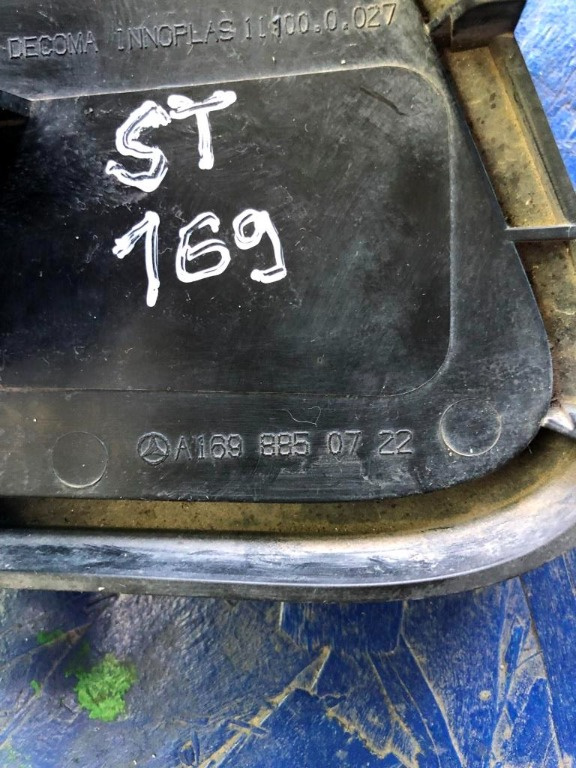 DECOMA INNOPLAS 11100.0.027
ST
169
A169 885 07 22